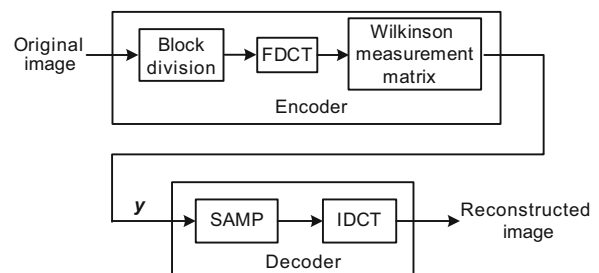 Original
image
Block
division
FDCT
Wilkinson
measurement
matrix
Encoder
y
SAMP
IDCT
Reconstructed
image
Decoder